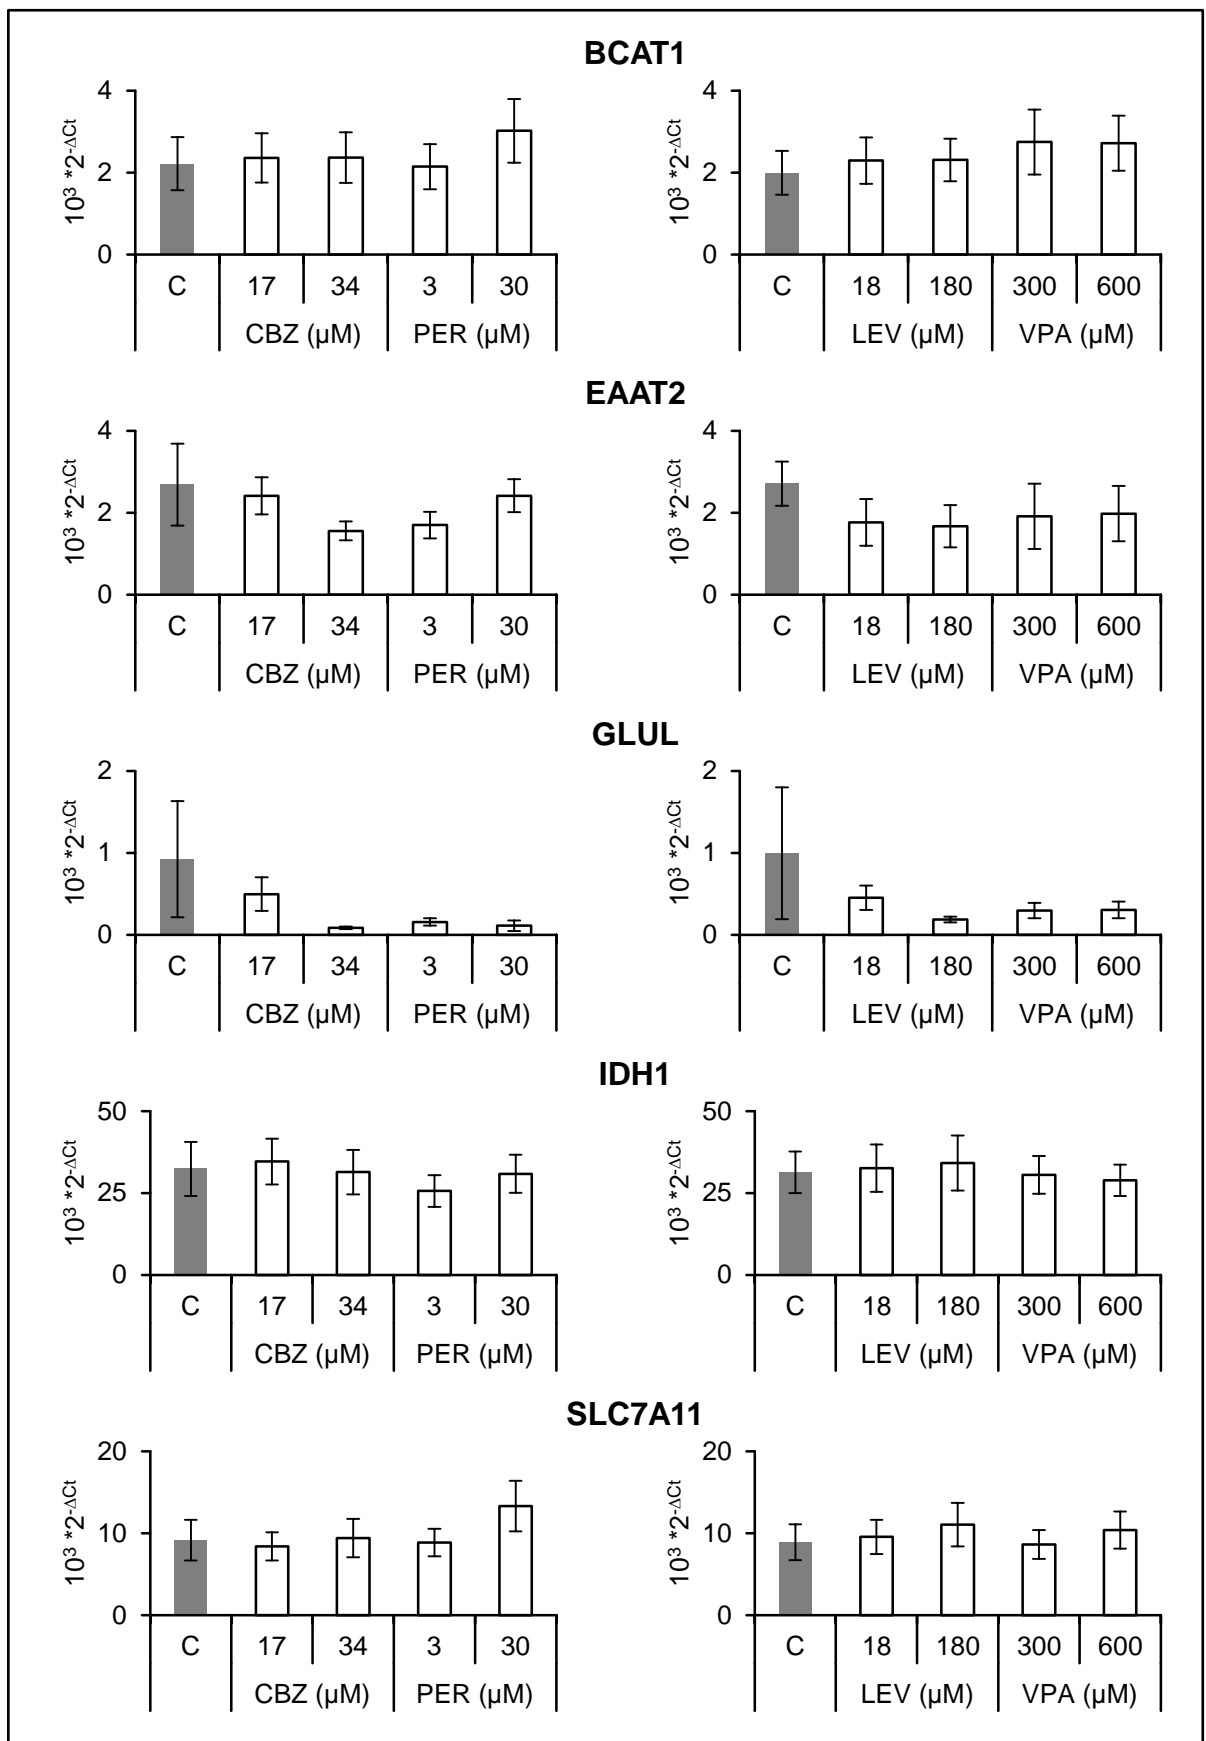 BCAT1
10³ *2^-ΔCt
4
2
0
C 17 34 3 30
CBZ (µM) PER (µM)
10³ *2^-ΔCt
4
2
0
C 18 180 300 600
LEV (µM) VPA (µM)
EAAT2
10³ *2^-ΔCt
4
2
0
C 17 34 3 30
CBZ (µM) PER (µM)
10³ *2^-ΔCt
4
2
0
C 18 180 300 600
LEV (µM) VPA (µM)
GLUL
10³ *2^-ΔCt
2
1
0
C 17 34 3 30
CBZ (µM) PER (µM)
10³ *2^-ΔCt
2
1
0
C 18 180 300 600
LEV (µM) VPA (µM)
IDH1
10³ *2^-ΔCt
50
25
0
C 17 34 3 30
CBZ (µM) PER (µM)
10³ *2^-ΔCt
50
25
0
C 18 180 300 600
LEV (µM) VPA (µM)
SLC7A11
10³ *2^-ΔCt
20
10
0
C 17 34 3 30
CBZ (µM) PER (µM)
10³ *2^-ΔCt
20
10
0
C 18 180 300 600
LEV (µM) VPA (µM)